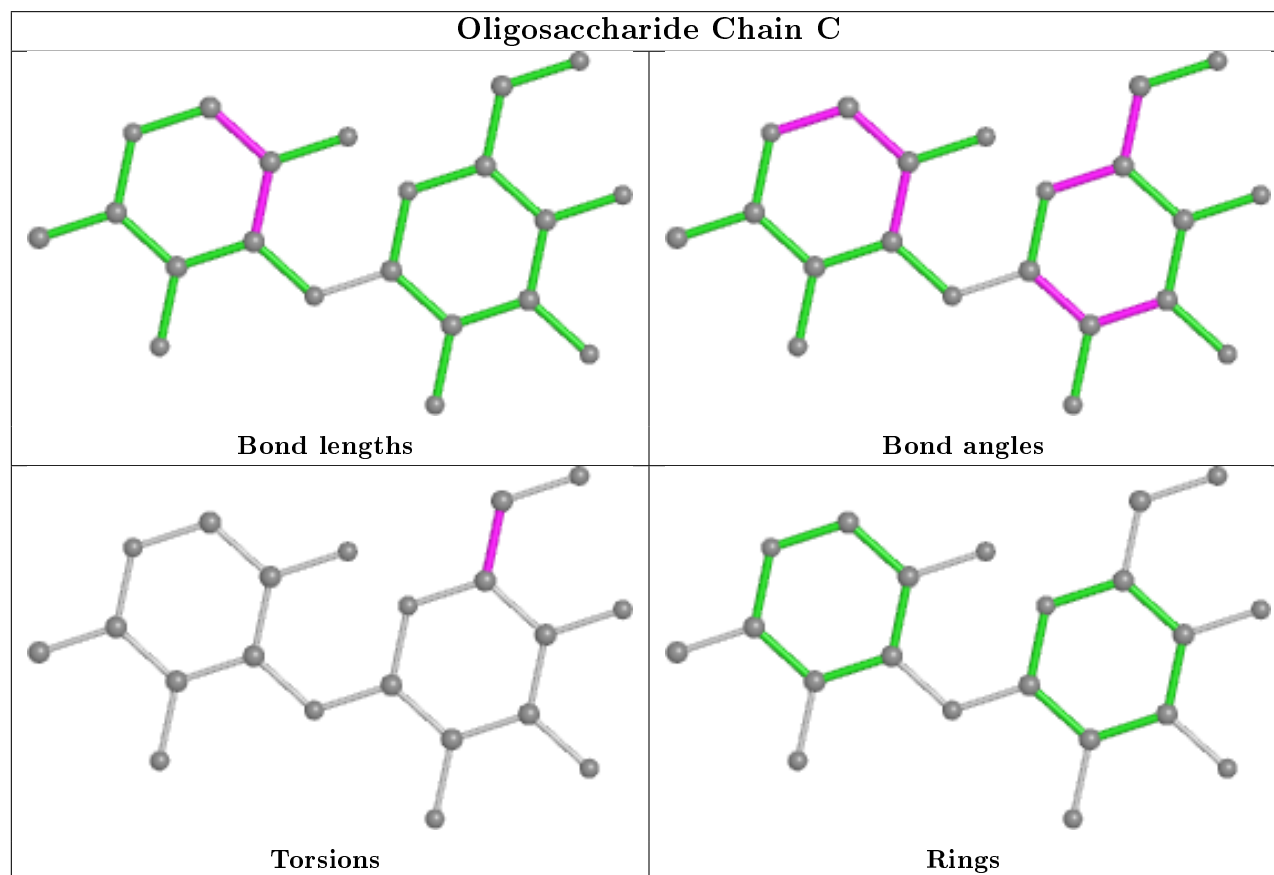 Oligosaccharide Chain C
Bond lengths
Bond angles
Torsions
Rings